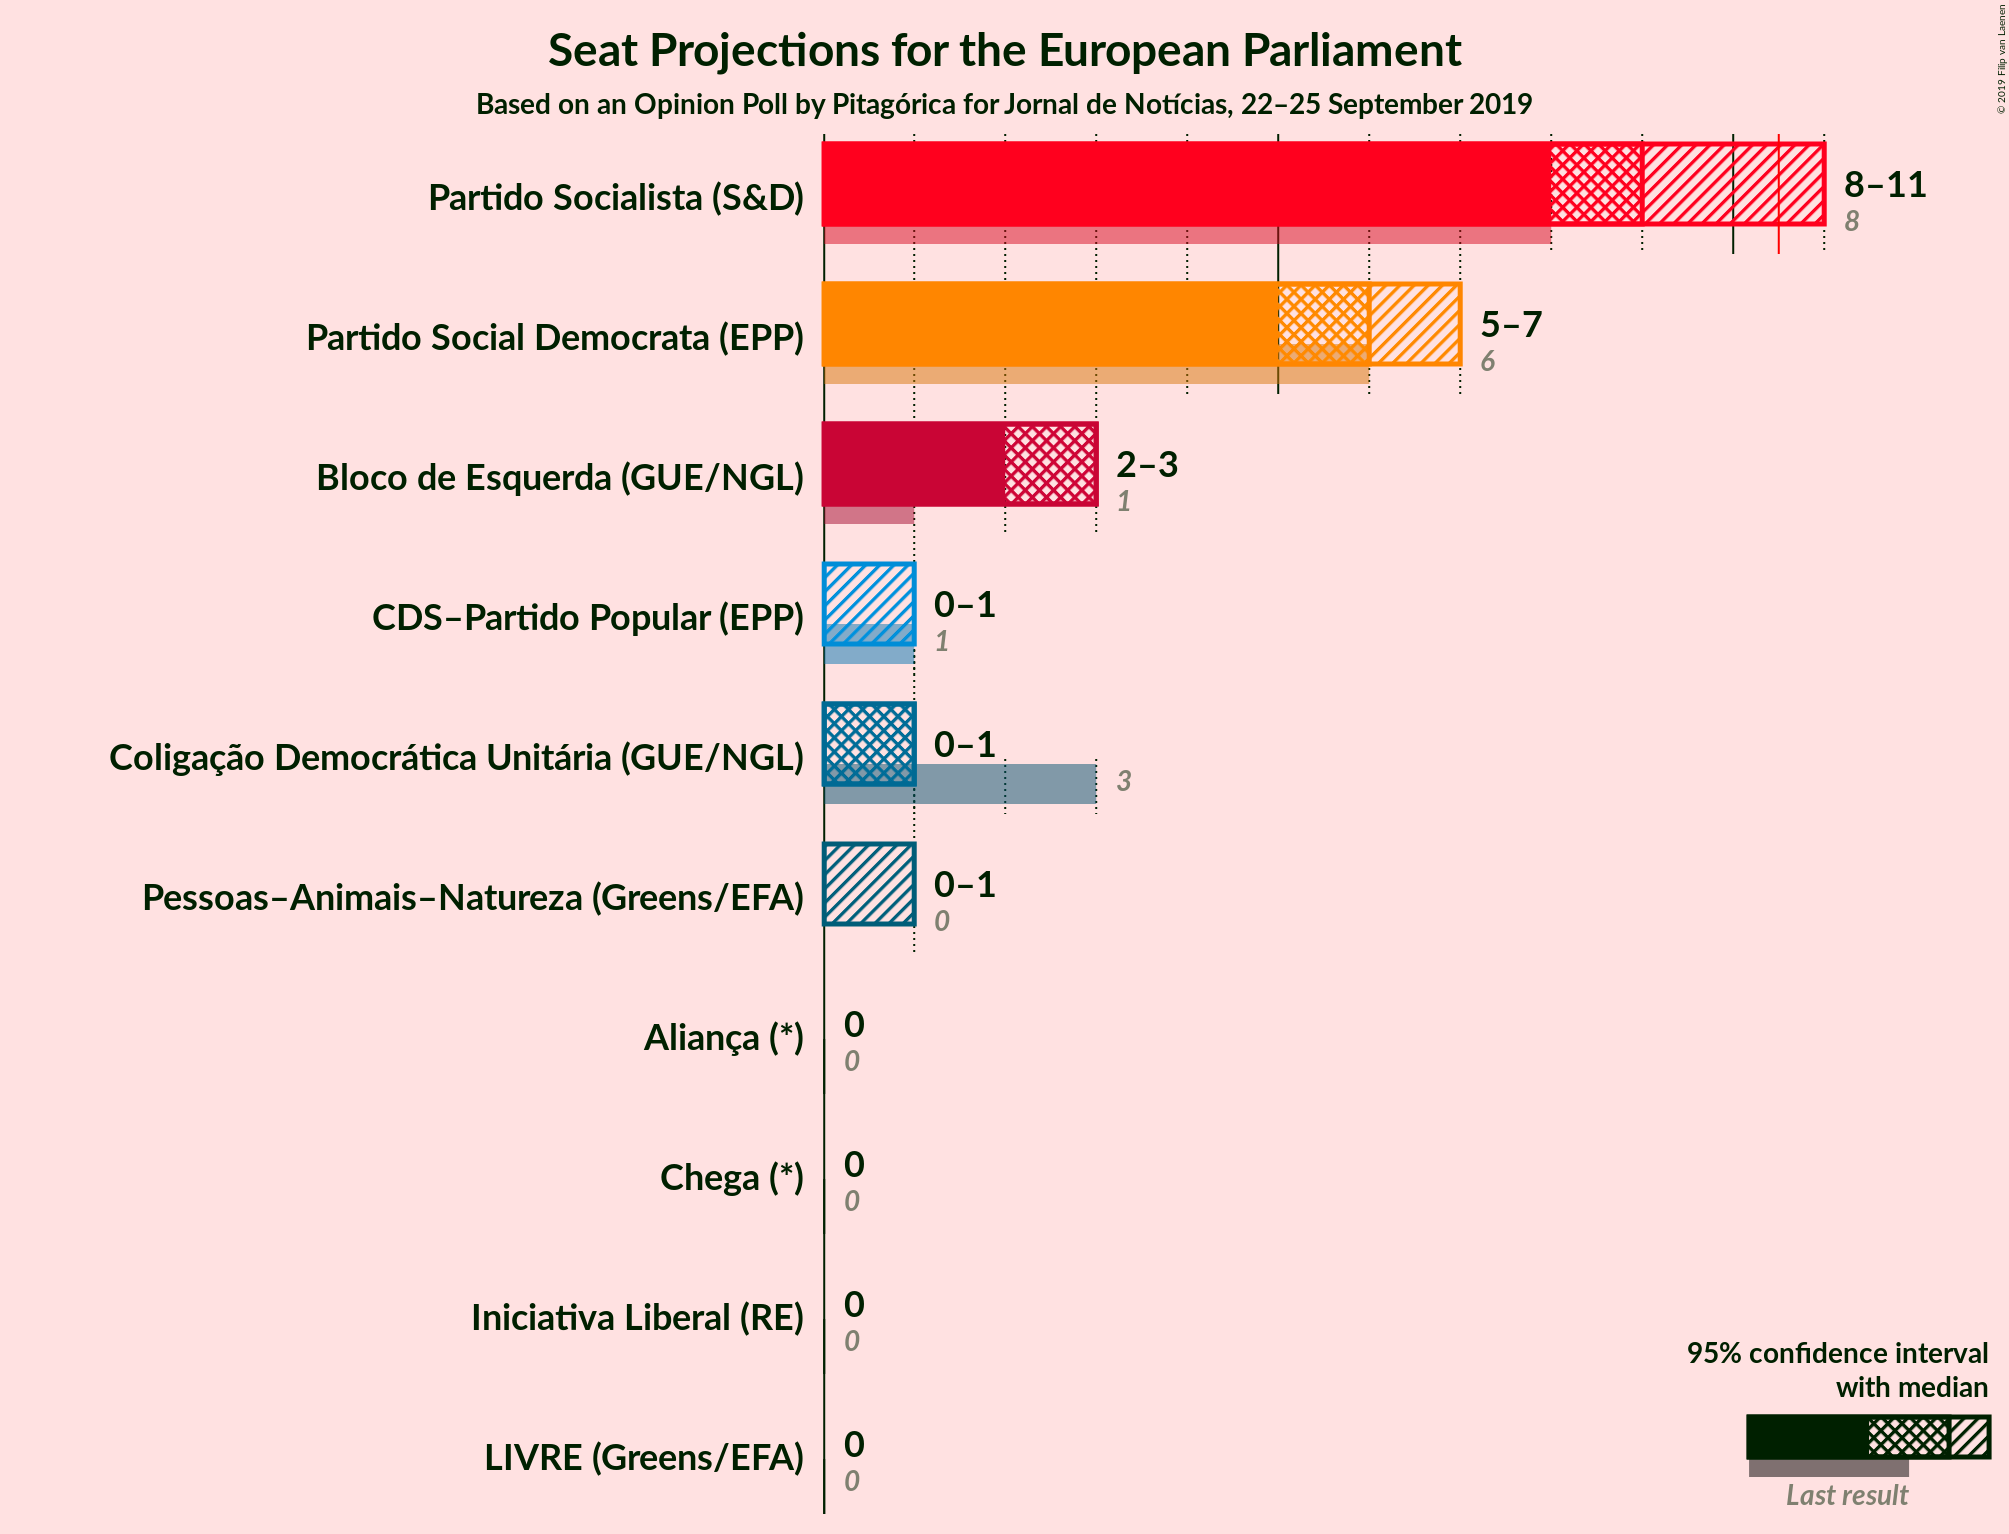 Seat Projections for the European Parliament
Based on an Opinion Poll by Pitagórica for Jornal de Notícias, 22–25 September 2019
© 2019 Filip van Laenen
Partido Socialista (S&D)
8–11
8
Partido Social Democrata (EPP)
5–7
6
Bloco de Esquerda (GUE/NGL)
2–3
1
CDS–Partido Popular (EPP)
0–1
1
Coligação Democrática Unitária (GUE/NGL)
0–1
3
Pessoas–Animais–Natureza (Greens/EFA)
0–1
0
Aliança (*)
0
0
Chega (*)
0
0
Iniciativa Liberal (RE)
0
0
LIVRE (Greens/EFA)
0
0
95% confidence interval
with median
Last result